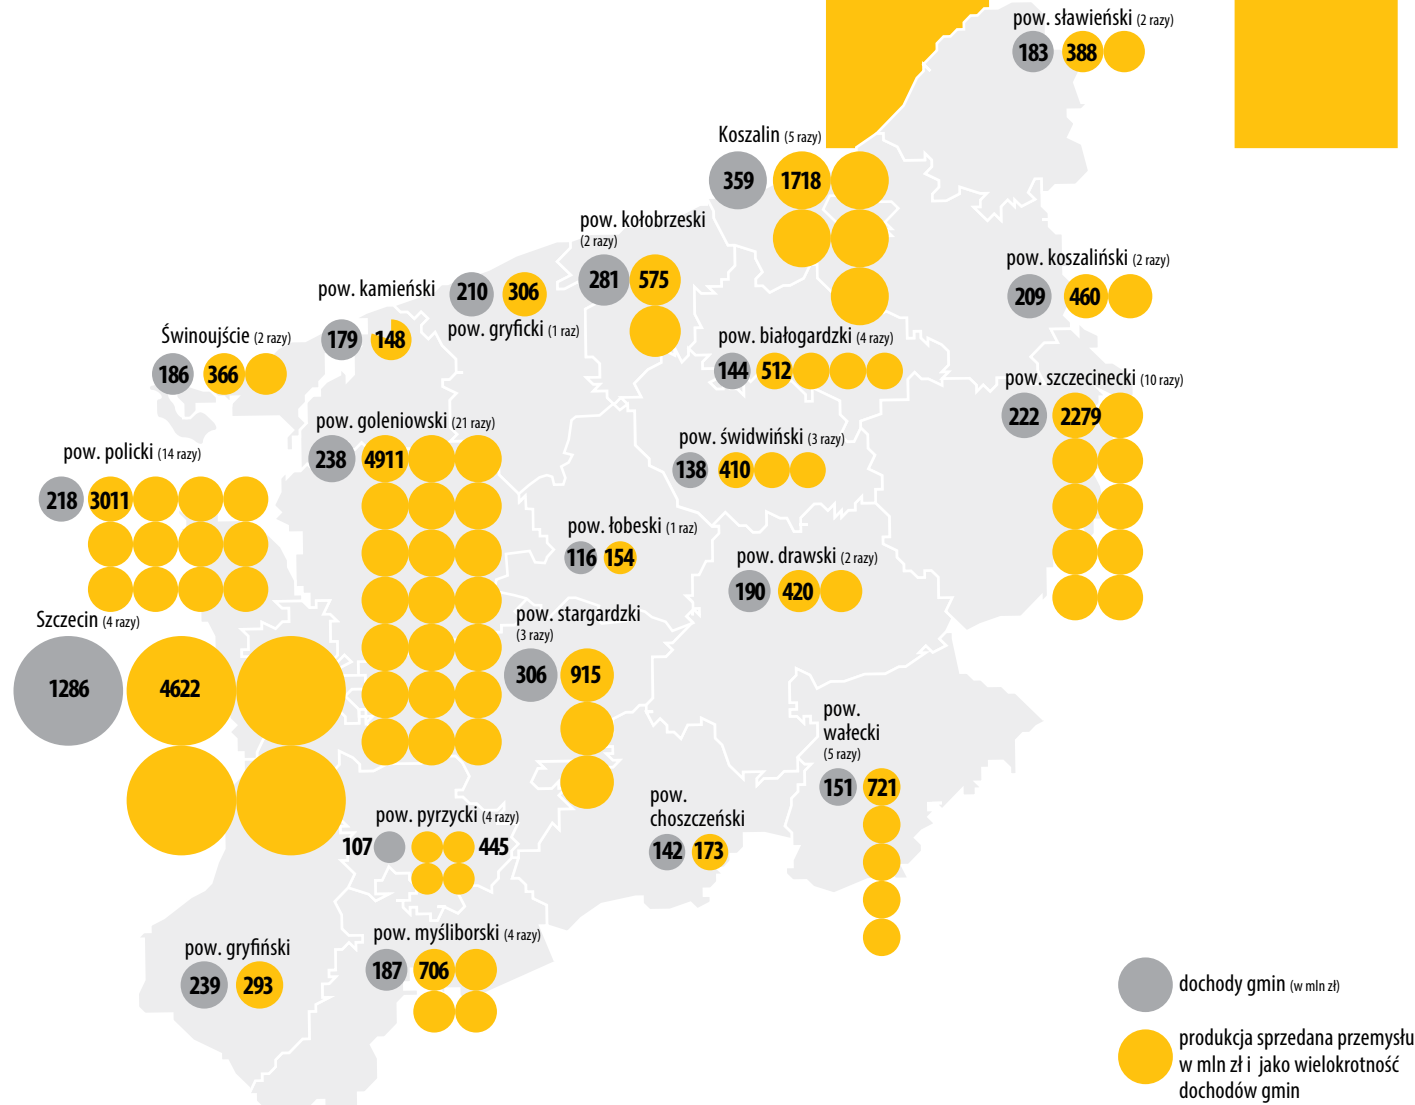 pow. sławieński (2 razy)
183 388
Koszalin (5 razy)
359 1718
pow. kołobrzeski
(2 razy)
281 575
pow. koszaliński (2 razy)
209 460
pow. kamieński
179 148
210 306
pow. gryficki (1 raz)
Świnoujście (2 razy)
186 366
pow. białogardzki (4 razy)
144 512
pow. szczecinecki (10 razy)
222 2279
pow. goleniowski (21 razy)
238 4911
pow. świdwiński (3 razy)
138 410
pow. policki (14 razy)
218 3011
pow. łobeski (1 raz)
116 154
pow. drawski (2 razy)
190 420
Szczecin (4 razy)
1286 4622
pow. stargardzki
(3 razy)
306 915
pow.
wałecki
(5 razy)
151 721
pow.
choszczeński
142 173
pow. pyrzycki (4 razy)
107 445
pow. myśliborski (4 razy)
187 706
pow. gryfiński
239 293
dochody gmin (w mln zł)
produkcja sprzedana przemysłu
w mln zł i jako wielokrotność
dochodów gmin